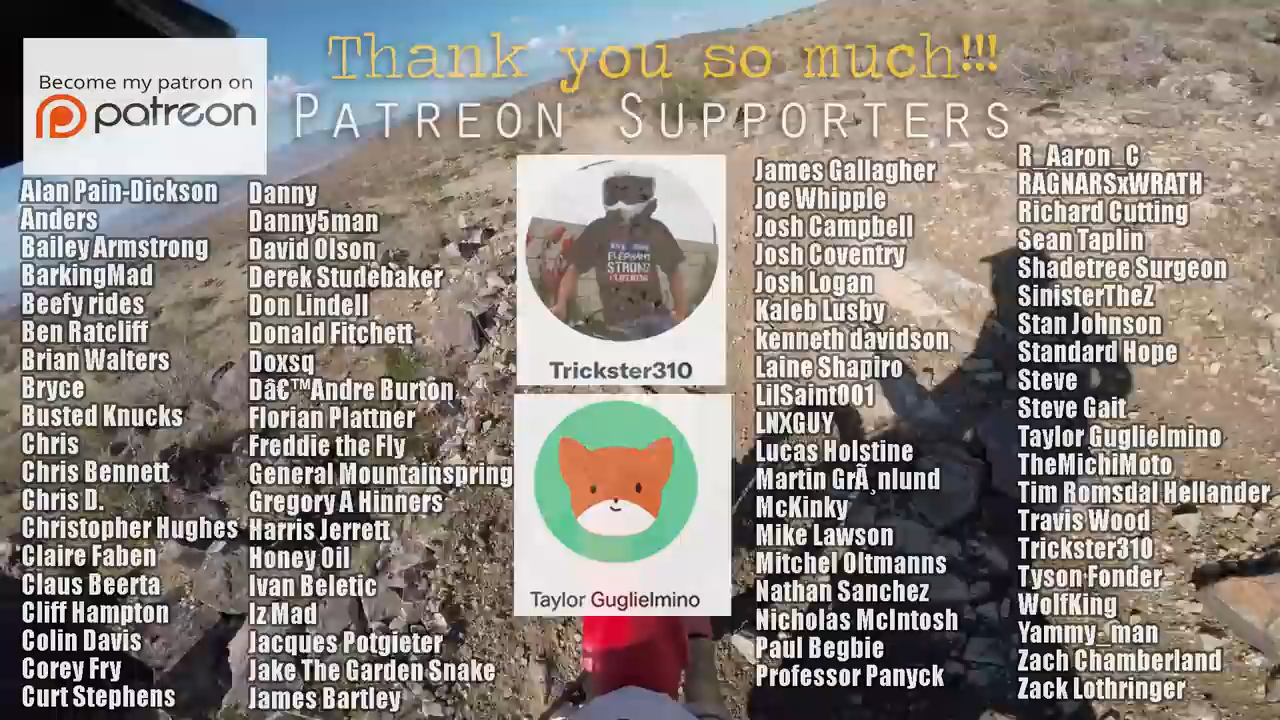 Thank you so much!!!
PATREON SUPPORTERS
Become my patron on
patreon
Alan Pain-Dickson
Anders
Bailey Armstrong
BarkingMad
Beefy rides
Ben Ratcliff
Brian Walters
Bryce
Busted Knucks
Chris
Chris Bennett
Chris D.
Christopher Hughes
Claire Faben
Claus Beerta
Cliff Hampton
Colin Davis
Corey Fry
Curt Stephens
Danny
Danny5man
David Olson
Derek Studebaker
Don Lindell
Donald Fitchett
Doxsq
Dâ€™Andre Burton
Florian Plattner
Freddie the Fly
General Mountainspring
Gregory A Hinners
Harris Jerrett
Honey Oil
Ivan Beletic
Iz Mad
Jacques Potgieter
Jake The Garden Snake
James Bartley
ELEPHANT
STRONG
Trickster310
Taylor Guglielmino
James Gallagher
Joe Whipple
Josh Campbell
Josh Coventry
Josh Logan
Kaleb Lusby
kenneth davidson
Laine Shapiro
LilSaint001
LNXGUY
Lucas Holstine
Martin GrÃ¸nlund
McKinky
Mike Lawson
Mitchel Oltmanns
Nathan Sanchez
Nicholas McIntosh
Paul Begbie
Professor Panyck
R_Aaron_C
RAGNARSxWRATH
Richard Cutting
Sean Taplin
Shadetree Surgeon
SinisterTheZ
Stan Johnson
Standard Hope
Steve
Steve Gait
Taylor Guglielmino
TheMichiMoto
Tim Romsdal Hellander
Travis Wood
Trickster310
Tyson Fonder
WolfKing
Yammy_man
Zach Chamberland
Zack Lothringer